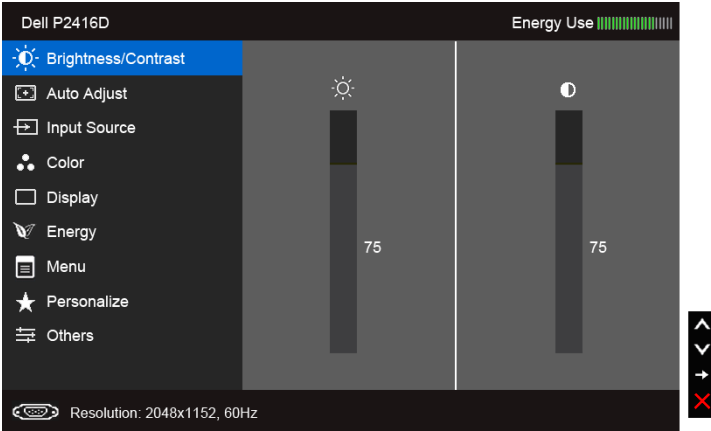 Dell P2416D
Energy Use
Brightness/Contrast
Auto Adjust
Input Source
Color
Display
Energy
Menu
Personalize
Others
75
75
Resolution: 2048x1152, 60Hz